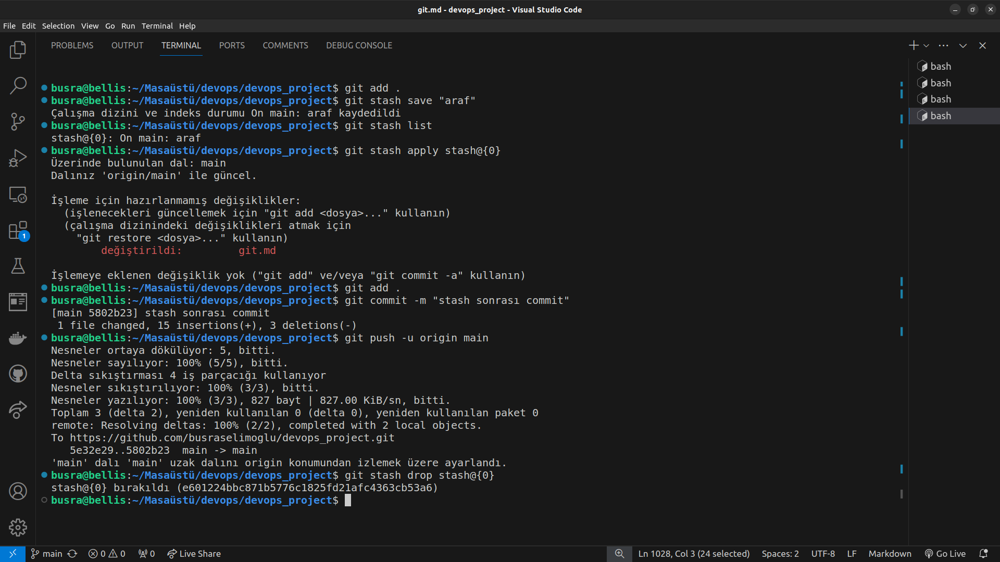 git.md - devops_project - Visual Studio Code
File Edit Selection View Go Run Terminal Help
PROBLEMS OUTPUT TERMINAL PORTS COMMENTS DEBUG CONSOLE
bash
bash
bash
bash
busra@bellis:~/Masaüstü/devops/devops_project$ git add .
busra@bellis:~/Masaüstü/devops/devops_project$ git stash save "araf"
Çalışma dizini ve indeks durumu On main: araf kaydedildi
busra@bellis:~/Masaüstü/devops/devops_project$ git stash list
stash@{0}: On main: araf
busra@bellis:~/Masaüstü/devops/devops_project$ git stash apply stash@{0}
Üzerinde bulunulan dal: main
Dalınız 'origin/main' ile güncel.
İşleme için hazırlanmamış değişiklikler:
(işlenecekleri güncellemek için "git add <dosya>..." kullanın)
(çalışma dizinindeki değişiklikleri atmak için
"git restore <dosya>..." kullanın)
değiştirildi: git.md
İşlemeye eklenen değişiklik yok ("git add" ve/veya "git commit -a" kullanın)
busra@bellis:~/Masaüstü/devops/devops_project$ git add .
busra@bellis:~/Masaüstü/devops/devops_project$ git commit -m "stash sonrası commit"
[main 5802b23] stash sonrası commit
1 file changed, 15 insertions(+), 3 deletions(-)
busra@bellis:~/Masaüstü/devops/devops_project$ git push -u origin main
Nesneler ortaya dökülüyor: 5, bitti.
Nesneler sayılıyor: 100% (5/5), bitti.
Delta sıkıştırması 4 iş parçacığı kullanıyor
Nesneler sıkıştırılıyor: 100% (3/3), bitti.
Nesneler yazılıyor: 100% (3/3), 827 bayt | 827.00 KiB/sn, bitti.
Toplam 3 (delta 2), yeniden kullanılan 0 (delta 0), yeniden kullanılan paket 0
remote: Resolving deltas: 100% (2/2), completed with 2 local objects.
To https://github.com/busraselimoglu/devops_project.git
5e32e29..5802b23 main -> main
'main' dalı 'main' uzak dalını origin konumundan izlemek üzere ayarlandı.
busra@bellis:~/Masaüstü/devops/devops_project$ git stash drop stash@{0}
stash@{0} bırakıldı (e601224bbc871b5776c1825fd21afc4363cb53a6)
busra@bellis:~/Masaüstü/devops/devops_project$
1
main 0 0 0 Live Share Ln 1028, Col 3 (24 selected) Spaces: 2 UTF-8 LF Markdown Go Live